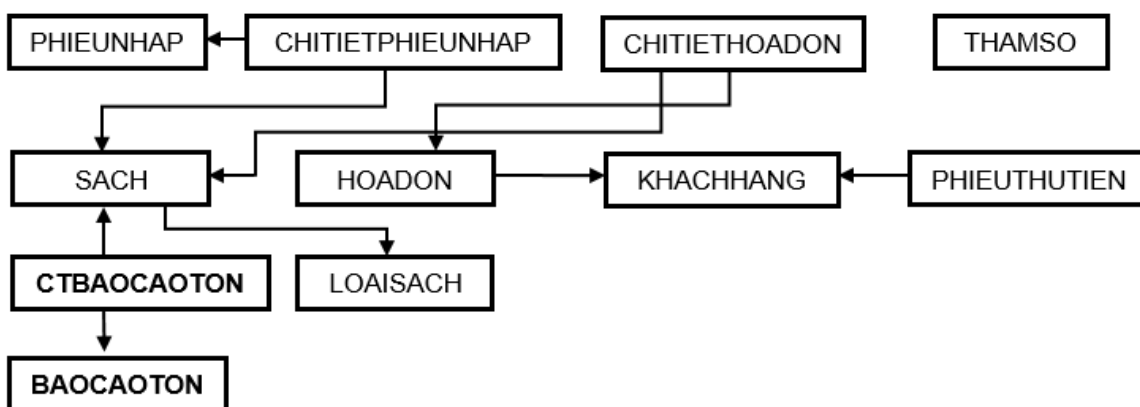 PHIEUNHAP
CHITIETPHIEUNHAP
CHITIETHOADON
THAMSO
SACH
HOADON
KHACHHANG
PHIEUTHUTIEN
CTBAOCAOTON
LOAISACH
BAOCAOTON